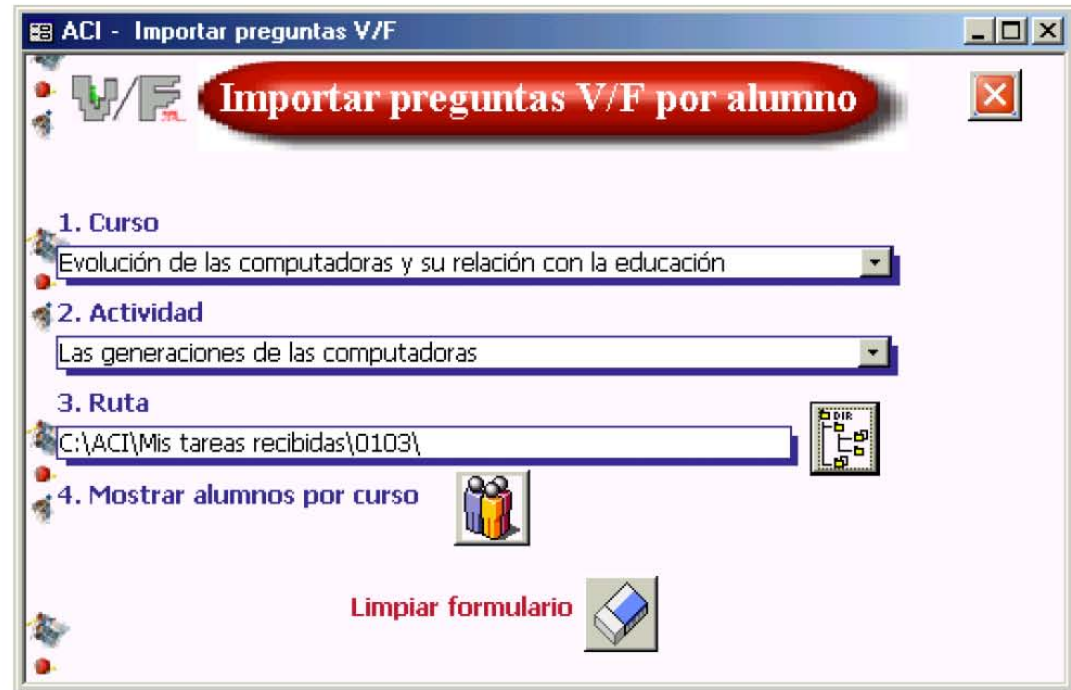 ACI - Importar preguntas V/F
V/F
Importar preguntas V/F por alumno
1. Curso
Evolución de las computadoras y su relación con la educación
2. Actividad
Las generaciones de las computadoras
3. Ruta
DIR
C:\ACI\Mis tareas recibidas\0103\
4. Mostrar alumnos por curso
Limpiar formulario